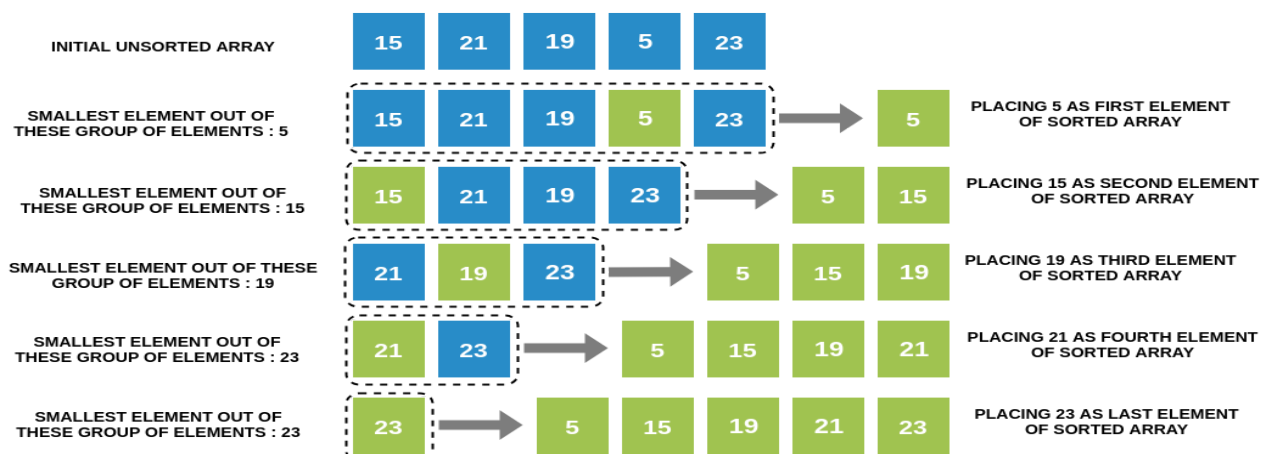 INITIAL UNSORTED ARRAY
15 21 19 5 23
SMALLEST ELEMENT OUT OF
THESE GROUP OF ELEMENTS : 5
15 21 19 5 23
5
PLACING 5 AS FIRST ELEMENT
OF SORTED ARRAY
SMALLEST ELEMENT OUT OF
THESE GROUP OF ELEMENTS : 15
15 21 19 23
5 15
PLACING 15 AS SECOND ELEMENT
OF SORTED ARRAY
SMALLEST ELEMENT OUT OF THESE
GROUP OF ELEMENTS : 19
21 19 23
5 15 19
PLACING 19 AS THIRD ELEMENT
OF SORTED ARRAY
SMALLEST ELEMENT OUT OF
THESE GROUP OF ELEMENTS : 23
21 23
5 15 19 21
PLACING 21 AS FOURTH ELEMENT
OF SORTED ARRAY
SMALLEST ELEMENT OUT OF
THESE GROUP OF ELEMENTS : 23
23
5 15 19 21 23
PLACING 23 AS LAST ELEMENT
OF SORTED ARRAY